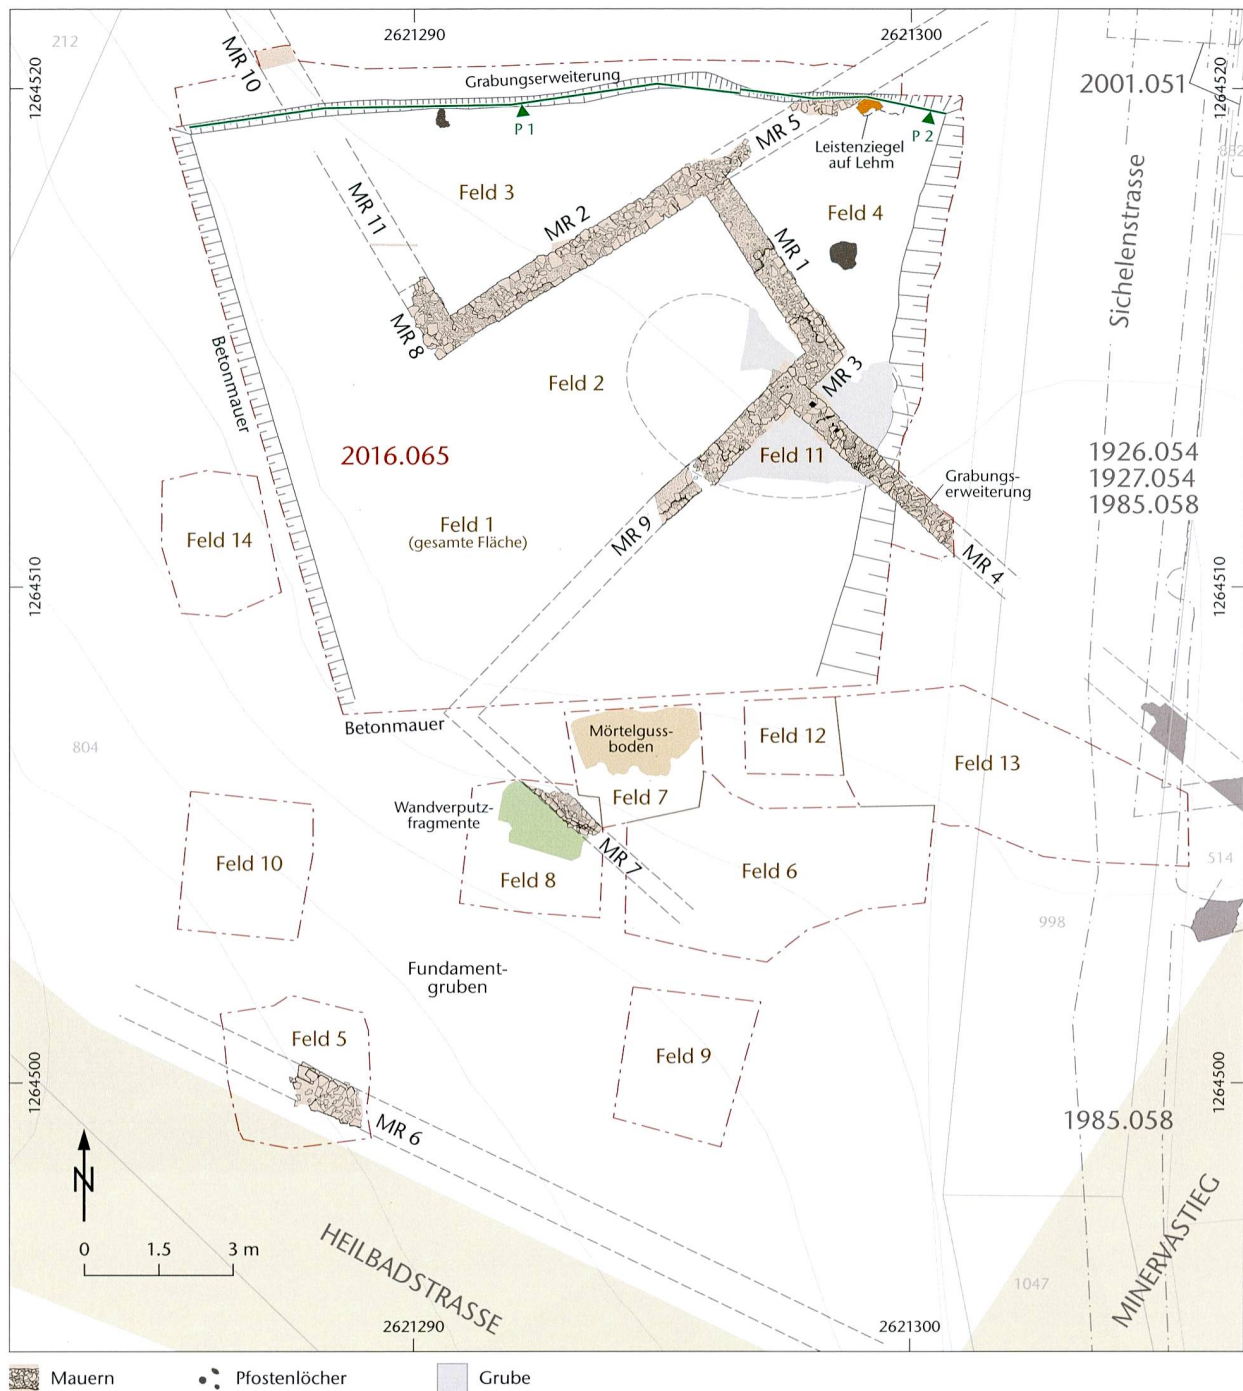 2621290
2621300
212
MR 10
Grabungserweiterung
1264520
1264520
2001.051
P 1
MR 5
P 2
Leistenziegel
auf Lehm
Feld 3
MR 11
MR 2
Feld 4
MR 1
Sichelenstrasse
MR 8
Betonmauer
Feld 2
MR 3
2016.065
Feld 11
1926.054
1927.054
1985.058
Grabungs-
erweiterung
Feld 14
Feld 1
(gesamte Fläche)
MR 9
MR 4
1264510
1264510
Betonmauer
Mörtelguss-
boden
Feld 12
Feld 13
804
Feld 7
Wandverputz-
fragmente
MR 7
Feld 10
Feld 8
Feld 6
514
998
Fundament-
gruben
Feld 5
Feld 9
1264500
1264500
MR 6
1985.058
N
0 1.5 3 m
HEILBADSTRASSE
MINERVASTIEG
1047
2621290
2621300
Mauern
Pfostenlöcher
Grube